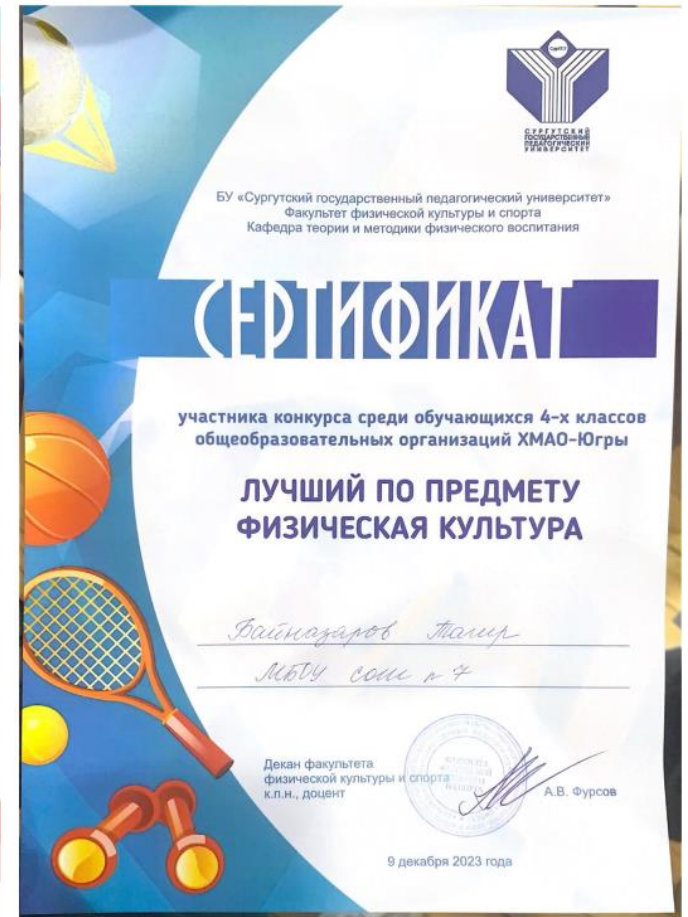 СурГПУ
СУРГУТСКИЙ
ГОСУДАРСТВЕННЫЙ
ПЕДАГОГИЧЕСКИЙ
УНИВЕРСИТЕТ
БУ «Сургутский государственный педагогический университет»
Факультет физической культуры и спорта
Кафедра теории и методики физического воспитания
СЕРТИФИКАТ
участника конкурса среди обучающихся 4-х классов
общеобразовательных организаций ХМАО-Югры
ЛУЧШИЙ ПО ПРЕДМЕТУ
ФИЗИЧЕСКАЯ КУЛЬТУРА
Байназаров Тагир
МБОУ сош n 7
Декан факультета
физической культуры и спорта
к.п.н., доцент
А.В. Фурсов
9 декабря 2023 года